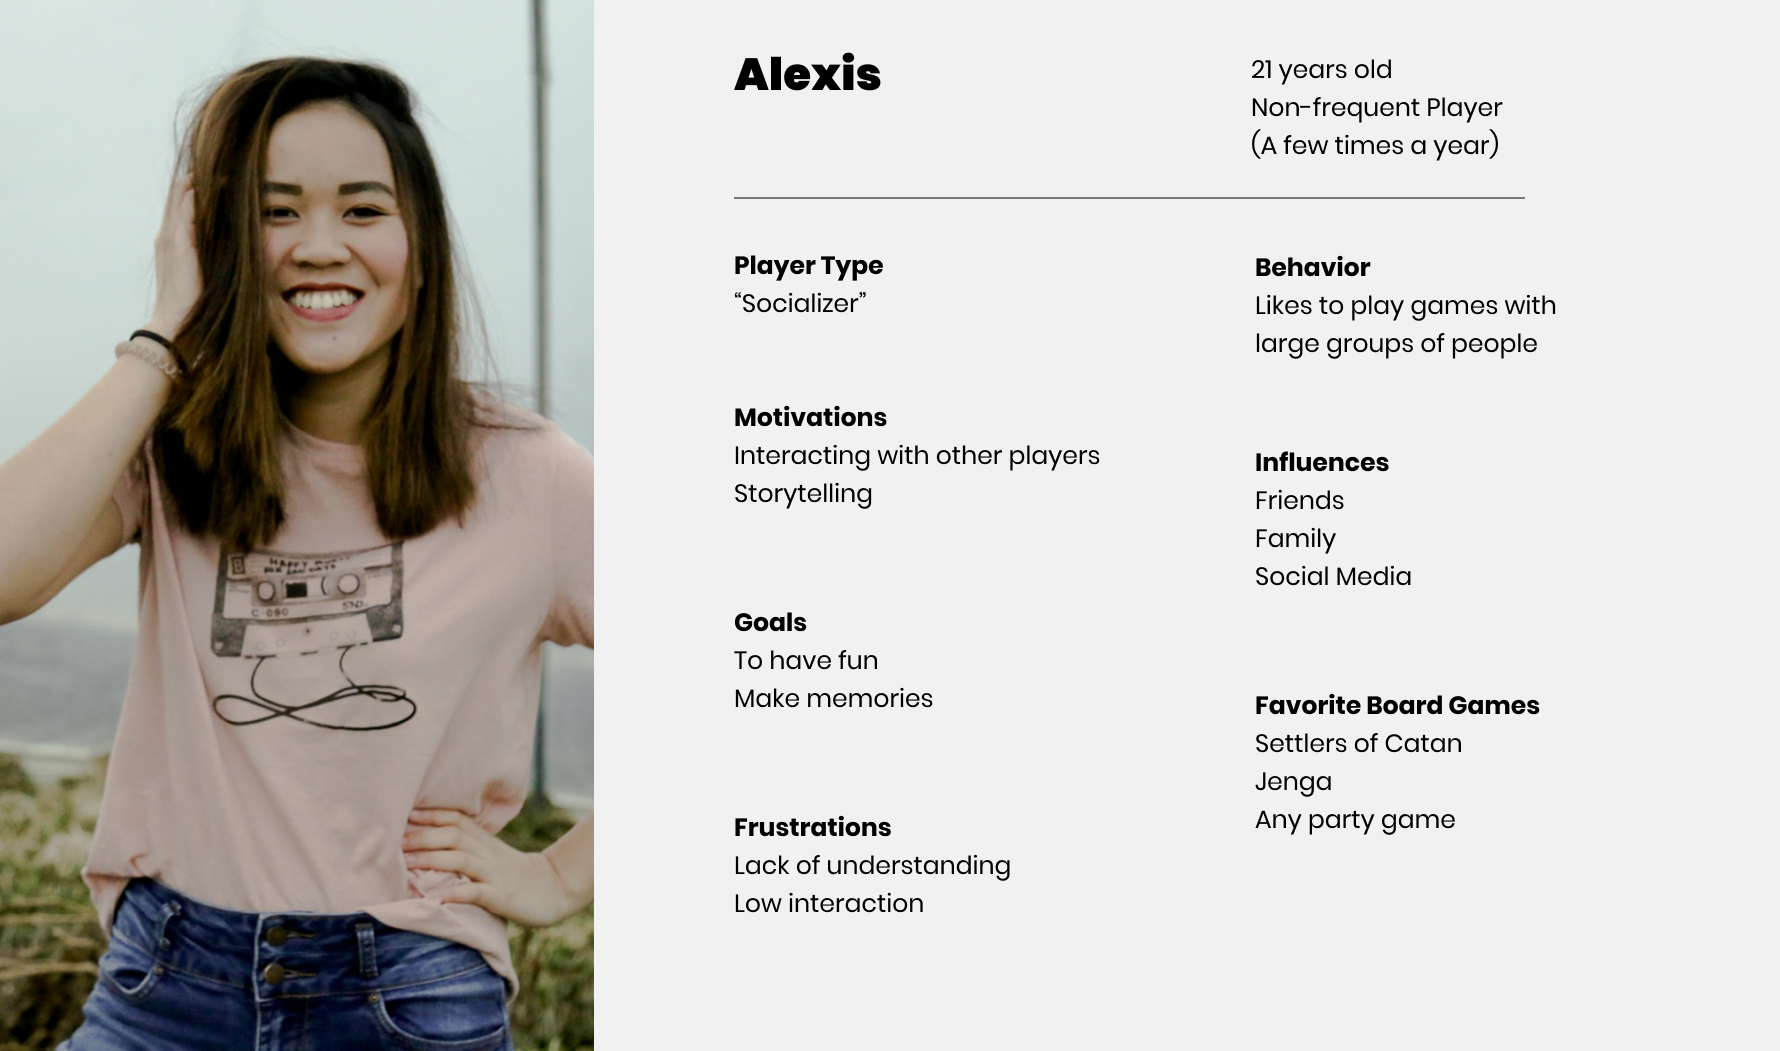 Alexis
21 years old
Non-frequent Player
(A few times a year)
Player Type
“Socializer”
Motivations
Interacting with other players
Storytelling
Goals
To have fun
Make memories
Frustrations
Lack of understanding
Low interaction
Behavior
Likes to play games with
large groups of people
Influences
Friends
Family
Social Media
Favorite Board Games
Settlers of Catan
Jenga
Any party game
B
HAPPY
C-090